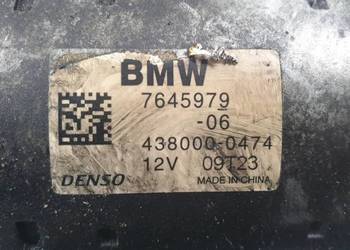 BMW
7645979
-06
438000-0474
12V 09T23
DENSO MADE IN CHINA